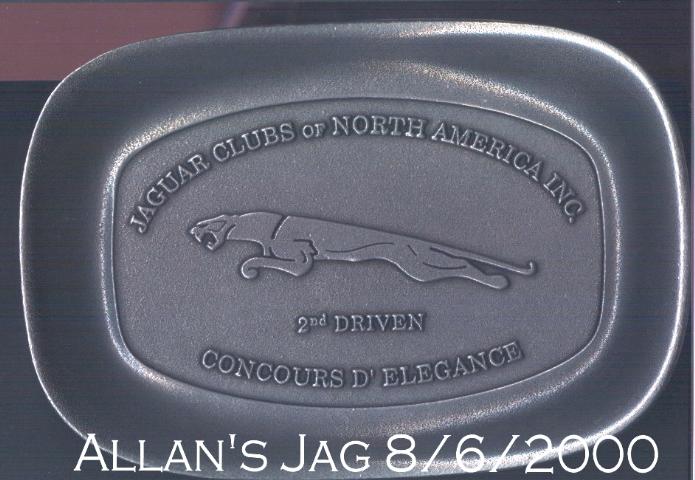 JAGUAR CLUBS OF NORTH AMERICA INC.
2nd DRIVEN
CONCOURS D' ELEGANCE
ALLAN'S JAG 8/6/2000